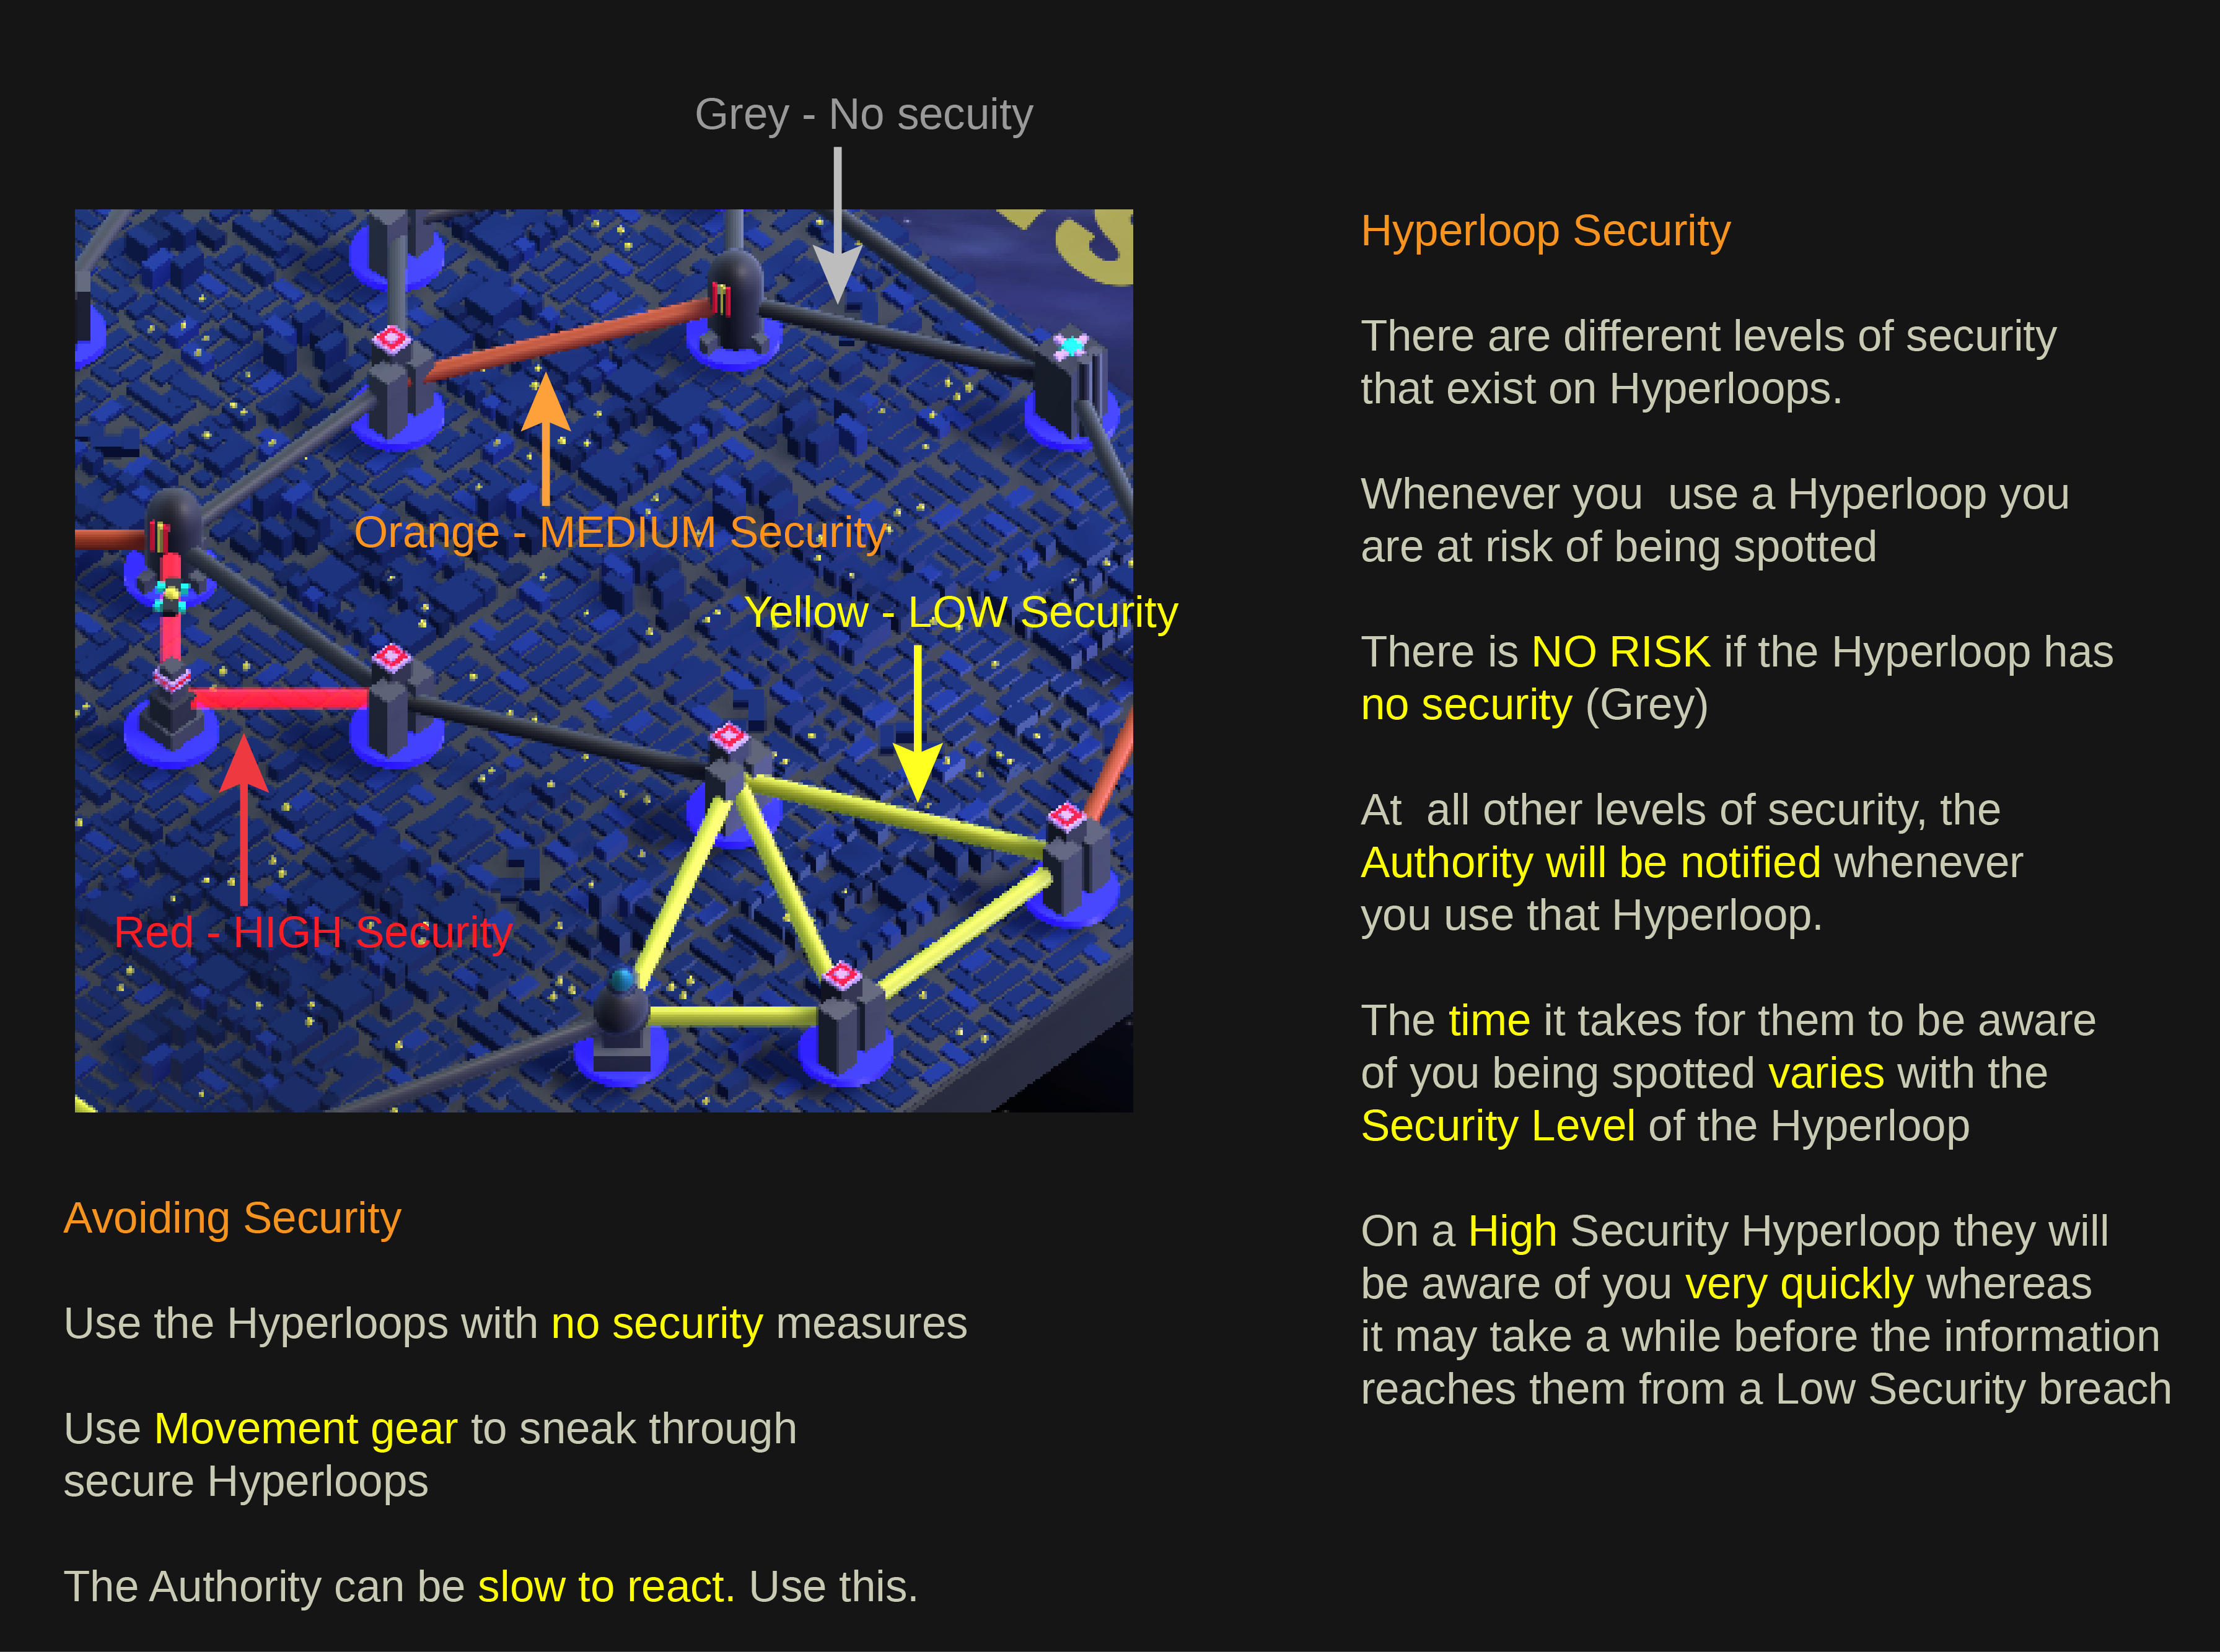 Grey - No secuity
Orange - MEDIUM Security
Yellow - LOW Security
Red - HIGH Security
Hyperloop Security
There are different levels of security
that exist on Hyperloops.
Whenever you  use a Hyperloop you
are at risk of being spotted
There is NO RISK if the Hyperloop has
no security (Grey)
At  all other levels of security, the
Authority will be notified whenever
you use that Hyperloop.
The time it takes for them to be aware
of you being spotted varies with the
Security Level of the Hyperloop
On a High Security Hyperloop they will
be aware of you very quickly whereas
it may take a while before the information
reaches them from a Low Security breach
Avoiding Security
Use the Hyperloops with no security measures
Use Movement gear to sneak through
secure Hyperloops
The Authority can be slow to react. Use this.